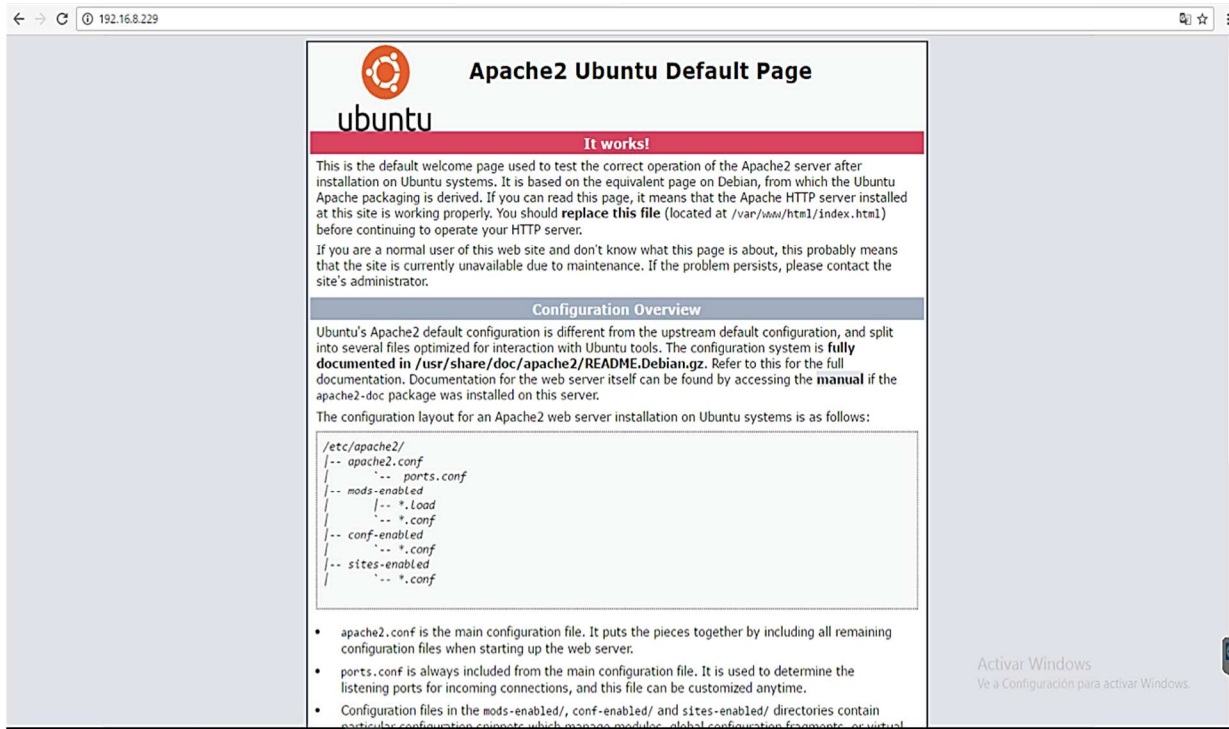 192.16.8.229
Apache2 Ubuntu Default Page
ubuntu
It works!
This is the default welcome page used to test the correct operation of the Apache2 server after
installation on Ubuntu systems. It is based on the equivalent page on Debian, from which the Ubuntu
Apache packaging is derived. If you can read this page, it means that the Apache HTTP server installed
at this site is working properly. You should replace this file (located at /var/www/html/index.html)
before continuing to operate your HTTP server.
If you are a normal user of this web site and don't know what this page is about, this probably means
that the site is currently unavailable due to maintenance. If the problem persists, please contact the
site's administrator.
Configuration Overview
Ubuntu's Apache2 default configuration is different from the upstream default configuration, and split
into several files optimized for interaction with Ubuntu tools. The configuration system is fully
documented in /usr/share/doc/apache2/README.Debian.gz. Refer to this for the full
documentation. Documentation for the web server itself can be found by accessing the manual if the
apache2-doc package was installed on this server.
The configuration layout for an Apache2 web server installation on Ubuntu systems is as follows:
/etc/apache2/
|-- apache2.conf
|       `--  ports.conf
|-- mods-enabled
|       |-- *.load
|       `-- *.conf
|-- conf-enabled
|       `-- *.conf
|-- sites-enabled
|       `-- *.conf
• apache2.conf is the main configuration file. It puts the pieces together by including all remaining
configuration files when starting up the web server.
• ports.conf is always included from the main configuration file. It is used to determine the
listening ports for incoming connections, and this file can be customized anytime.
• Configuration files in the mods-enabled/, conf-enabled/ and sites-enabled/ directories contain
particular configuration snippets which manage modules, global configuration fragments, or virtual
Activar Windows
Ve a Configuración para activar Windows.